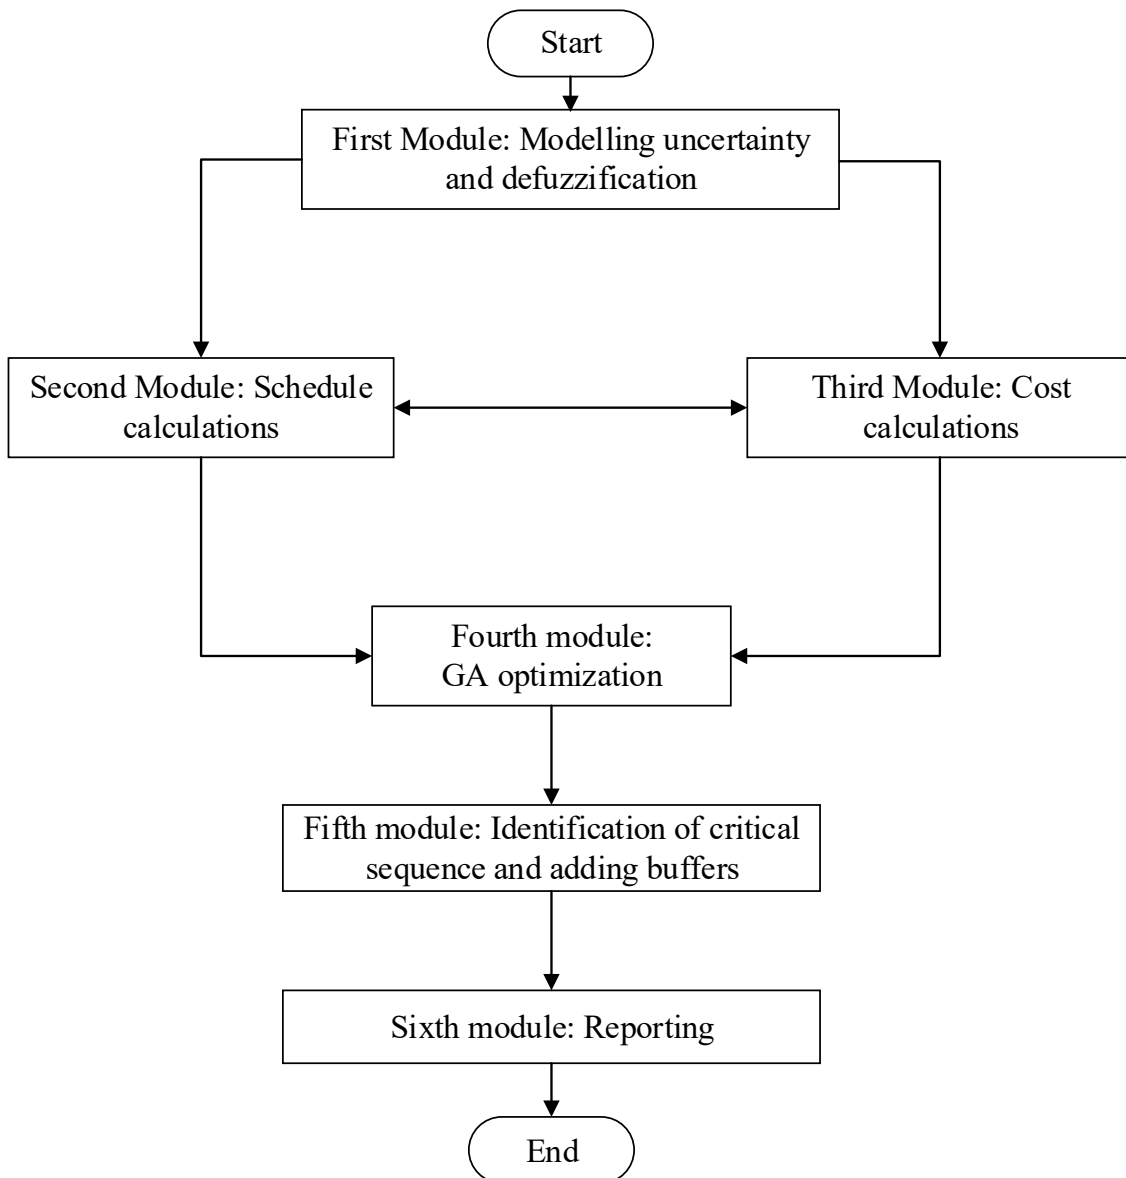 Start
First Module: Modelling uncertainty
and defuzzification
Second Module: Schedule
calculations
Third Module: Cost
calculations
Fourth module:
GA optimization
Fifth module: Identification of critical
sequence and adding buffers
Sixth module: Reporting
End